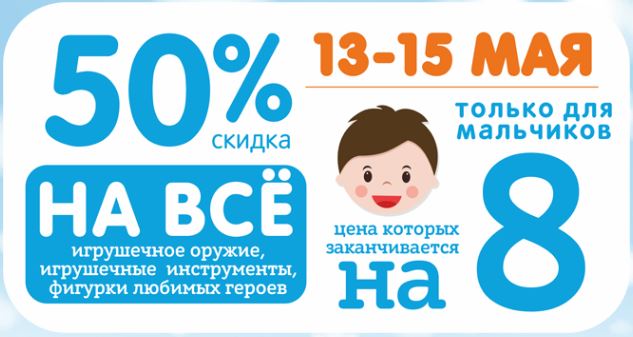 50%
скидка
НА ВСЁ
игрушечное оружие,
игрушечные инструменты,
фигурки любимых героев
13-15 МАЯ
только для
мальчиков
цена которых
заканчивается
на 8